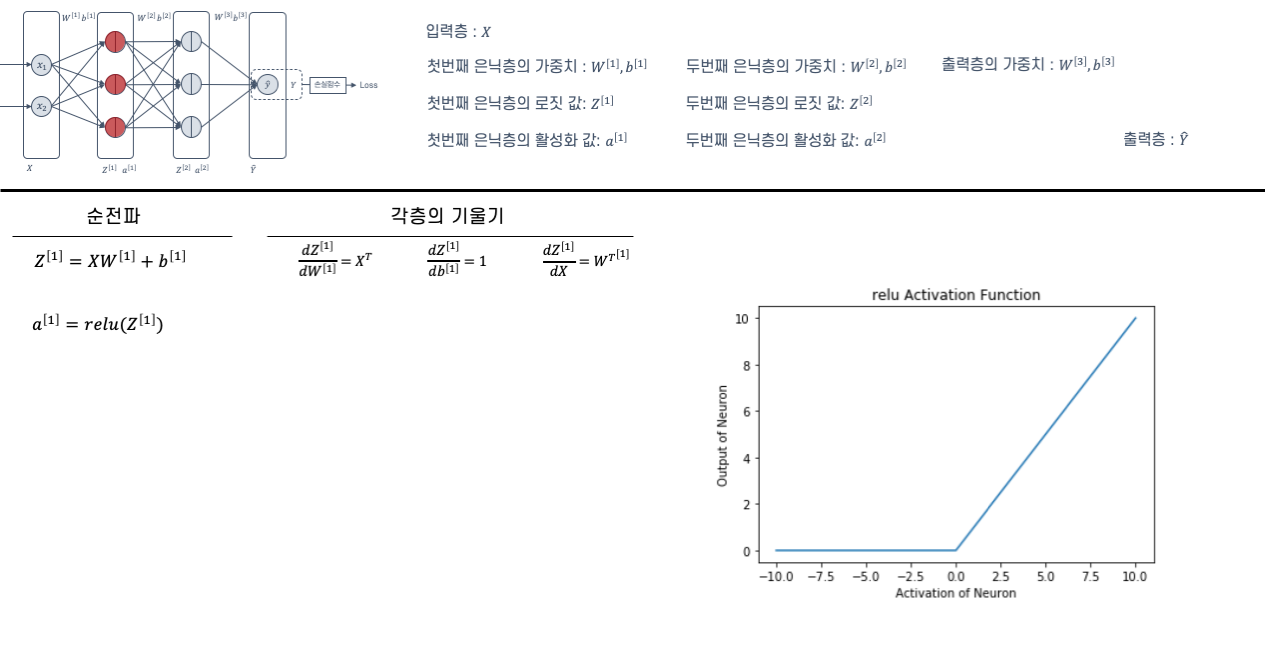 W^[1] b^[1] W^[2] b^[2] W^[3] b^[3]
x₁
x₂
ŷ
Y
손실함수
Loss
X
Z^[1] a^[1]
Z^[2] a^[2]
Ŷ
입력층 : X
첫번째 은닉층의 가중치 : W^[1], b^[1]
두번째 은닉층의 가중치 : W^[2], b^[2]
출력층의 가중치 : W^[3], b^[3]
첫번째 은닉층의 로짓 값: Z^[1]
두번째 은닉층의 로짓 값: Z^[2]
첫번째 은닉층의 활성화 값: a^[1]
두번째 은닉층의 활성화 값: a^[2]
출력층 : Ŷ
순전파
각층의 기울기
Z^[1] = XW^[1] + b^[1]
dZ^[1]/dW^[1] = X^T
dZ^[1]/db^[1] = 1
dZ^[1]/dX = W^T[1]
a^[1] = relu(Z^[1])
relu Activation Function
Output of Neuron
10
8
6
4
2
0
−10.0 −7.5 −5.0 −2.5 0.0 2.5 5.0 7.5 10.0
Activation of Neuron